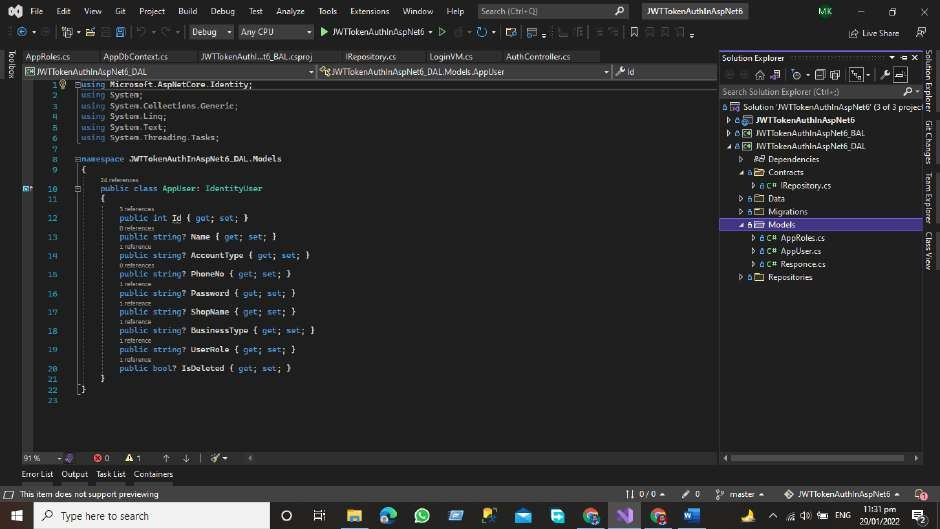 File Edit View Git Project Build Debug Test Analyze Tools Extensions Window Help Search (Ctrl+Q) JWTTokenAuthInAspNet6 MK
Debug Any CPU JWTTokenAuthInAspNet6 Live Share
AppRoles.cs AppDbContext.cs JWTTokenAuthIn...t6_BAL.csproj IRepository.cs LoginVM.cs AuthController.cs
JWTTokenAuthInAspNet6_DAL JWTTokenAuthInAspNet6_DAL.Models.AppUser Id
Toolbox
1 using Microsoft.AspNetCore.Identity;
2 using System;
3 using System.Collections.Generic;
4 using System.Linq;
5 using System.Text;
6 using System.Threading.Tasks;
7
8 namespace JWTTokenAuthInAspNet6_DAL.Models
9 {
34 references
10 public class AppUser: IdentityUser
11 {
5 references
12 public int Id { get; set; }
0 references
13 public string? Name { get; set; }
1 reference
14 public string? AccountType { get; set; }
0 references
15 public string? PhoneNo { get; set; }
1 reference
16 public string? Password { get; set; }
1 reference
17 public string? ShopName { get; set; }
1 reference
18 public string? BusinessType { get; set; }
1 reference
19 public string? UserRole { get; set; }
1 reference
20 public bool? IsDeleted { get; set; }
21 }
22 }
23
91 % 0 1
Solution Explorer
Search Solution Explorer (Ctrl+;)
Solution 'JWTTokenAuthInAspNet6' (3 of 3 project
JWTTokenAuthInAspNet6
JWTTokenAuthInAspNet6_BAL
JWTTokenAuthInAspNet6_DAL
Dependencies
Contracts
C# IRepository.cs
Data
Migrations
Models
C# AppRoles.cs
C# AppUser.cs
C# Responce.cs
Repositories
Solution Explorer
Git Changes
Team Explorer
Class View
Error List Output Task List Containers
This item does not support previewing 0 / 0 0 master JWTTokenAuthInAspNet6 1
Type here to search ENG 11:31 pm
29/01/2022 2